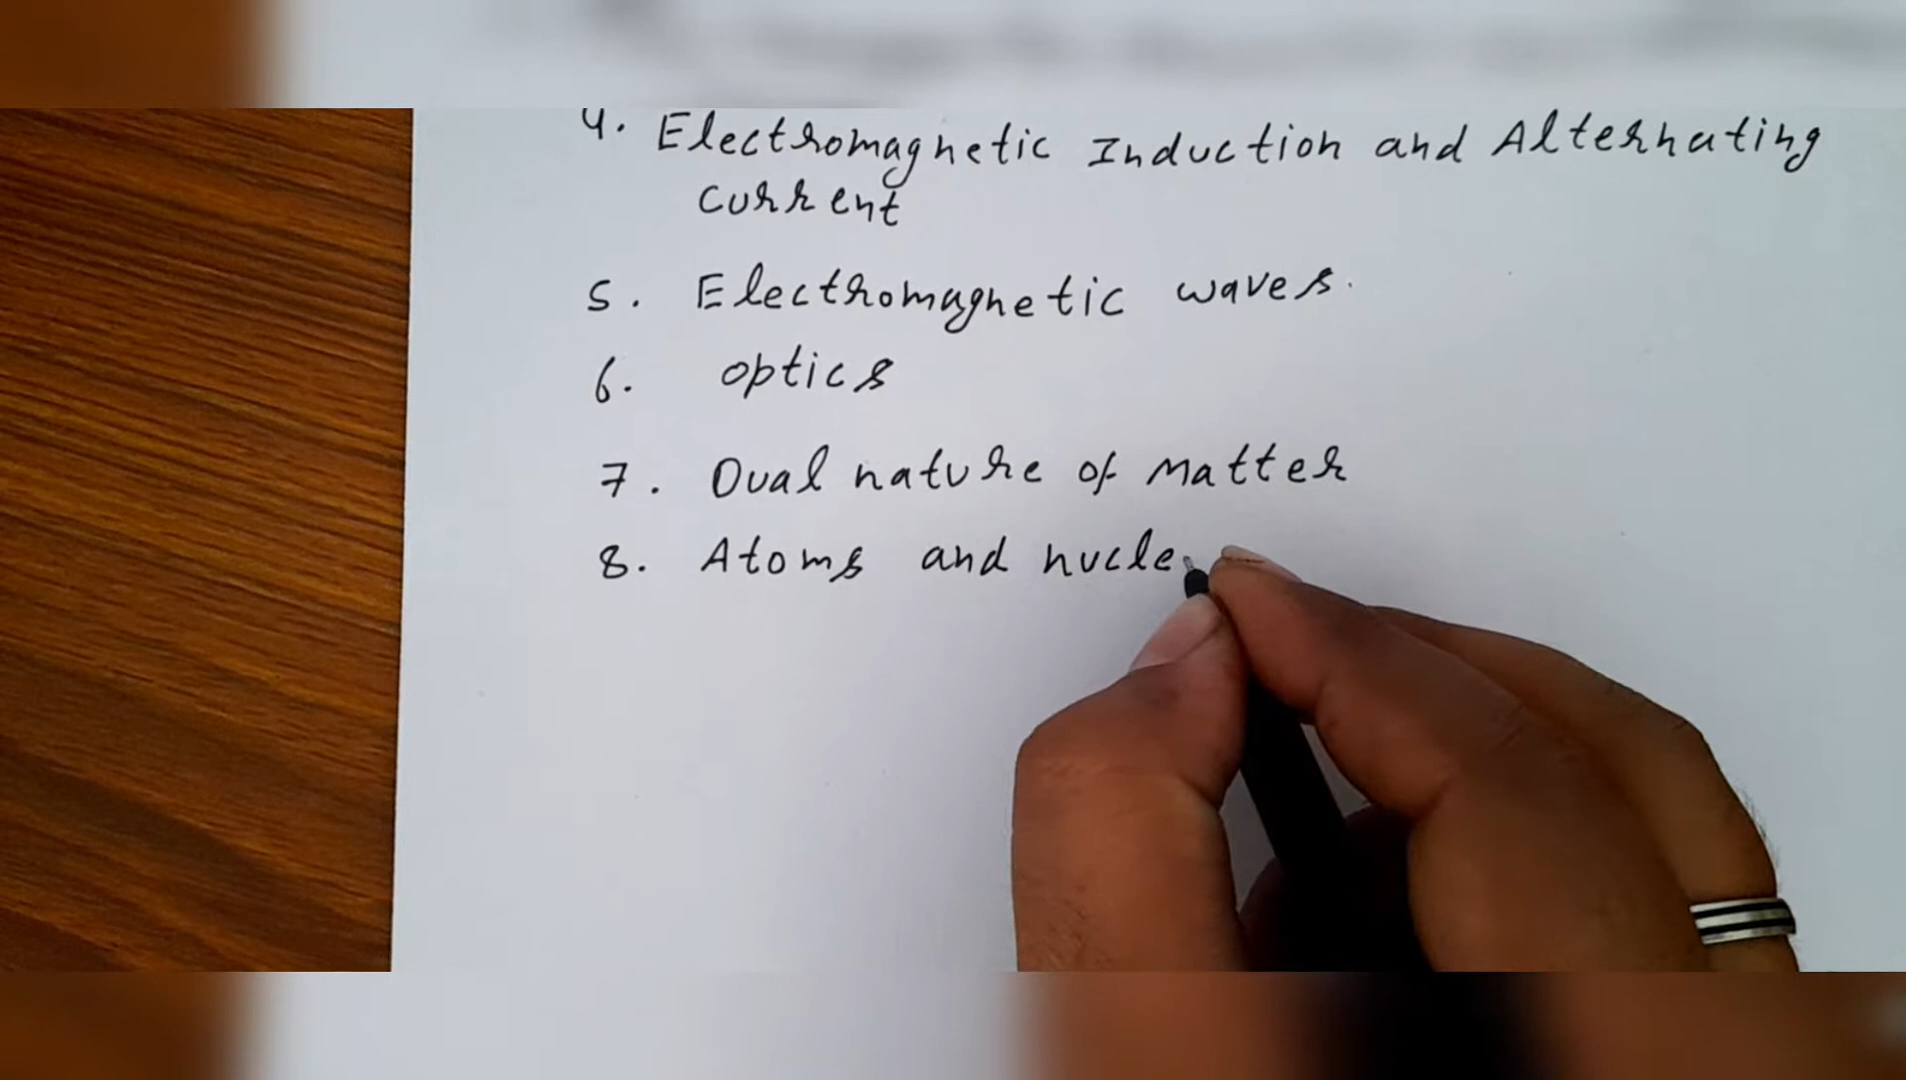 4. Electromagnetic Induction and Alternating
current
5. Electromagnetic waves.
6. optics
7. Dual nature of matter
8. Atoms and nucle